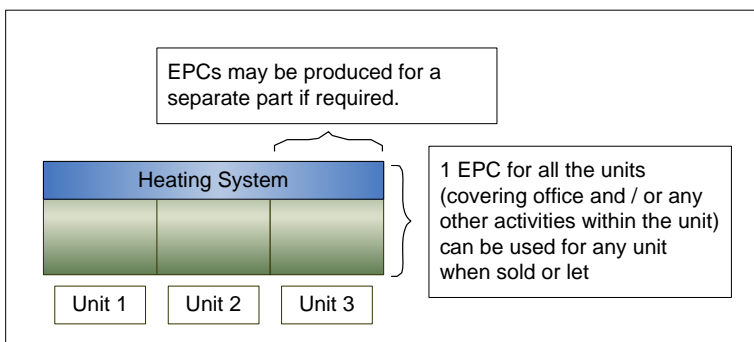 EPCs may be produced for a
separate part if required.
Heating System
1 EPC for all the units
(covering office and / or any
other activities within the unit)
can be used for any unit
when sold or let
Unit 1
Unit 2
Unit 3